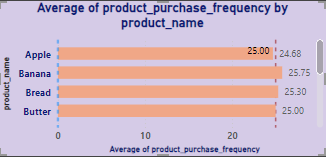 Average of product_purchase_frequency by
product_name
product_name
Apple 25.00 24.68
Banana 25.75
Bread 25.30
Butter 25.00
0 10 20
Average of product_purchase_frequency